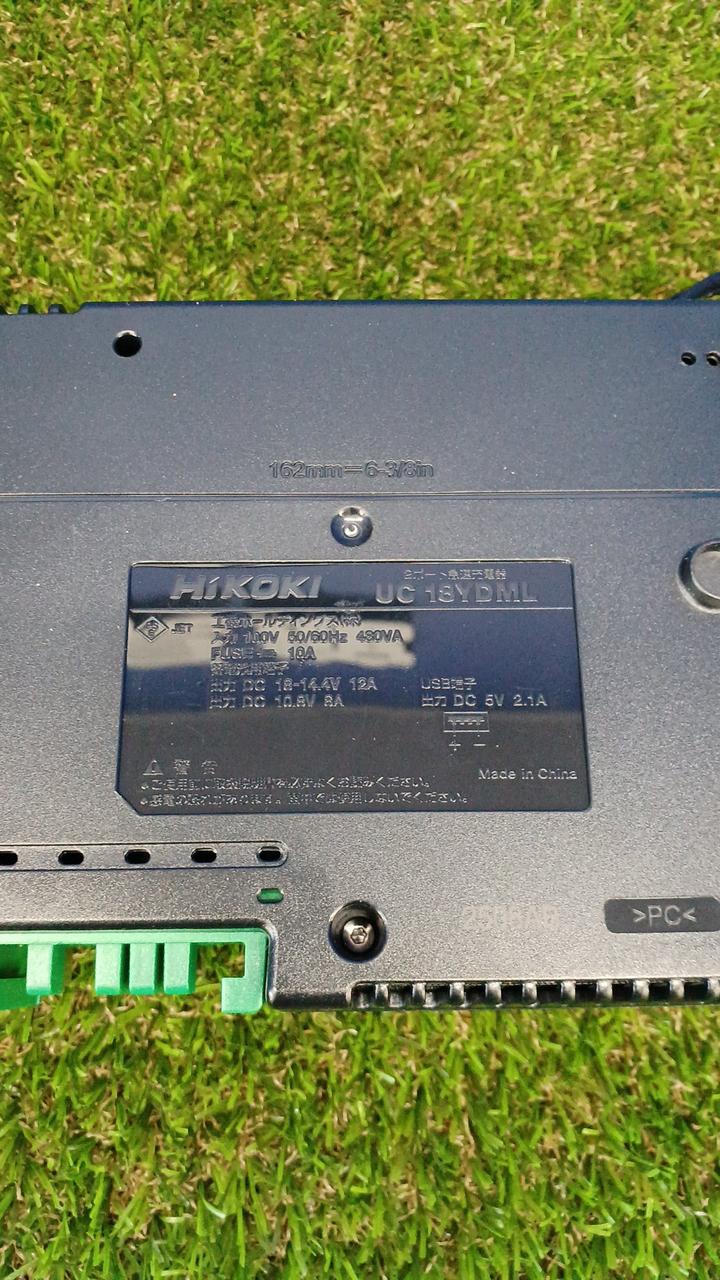 162mm=6-3/8in
HiKOKI
2ポート急速充電器
UC 18YDML
PS E JET
工機ホールディングス㈱
入力 100V 50/60Hz 430VA
FUSE 10A
出力 DC 18-14.4V 12A
出力 DC 10.8V 8A
USB端子
出力 DC 5V 2.1A
+ -
⚠ 警告
Made in China
>PC<